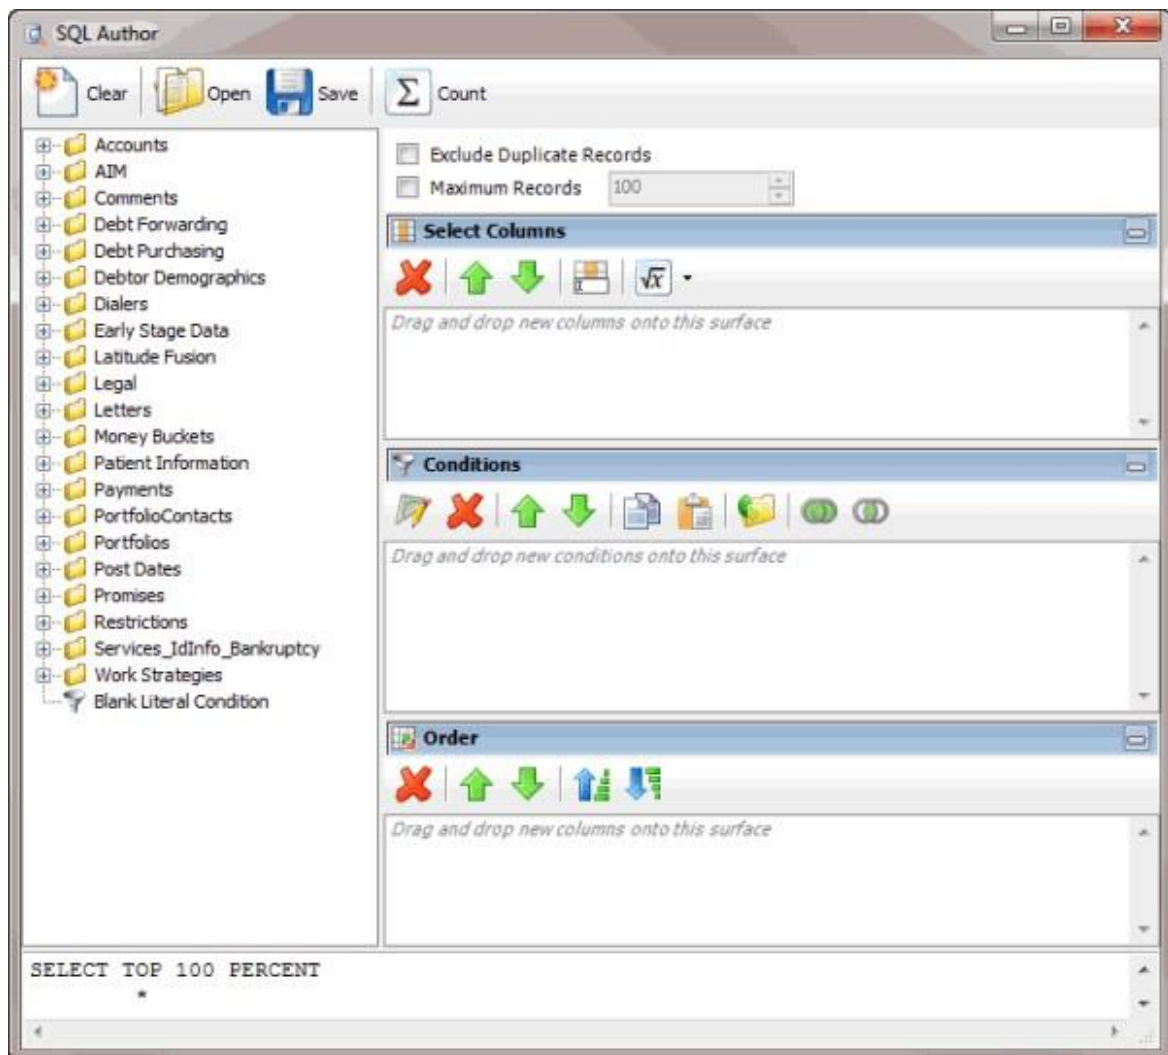 SQL Author
Clear Open Save Count
Accounts
AIM
Comments
Debt Forwarding
Debt Purchasing
Debtor Demographics
Dialers
Early Stage Data
Latitude Fusion
Legal
Letters
Money Buckets
Patient Information
Payments
PortfolioContacts
Portfolios
Post Dates
Promises
Restrictions
Services_IdInfo_Bankruptcy
Work Strategies
Blank Literal Condition
Exclude Duplicate Records
Maximum Records 100
Select Columns
Drag and drop new columns onto this surface
Conditions
Drag and drop new conditions onto this surface
Order
Drag and drop new columns onto this surface
SELECT TOP 100 PERCENT
*